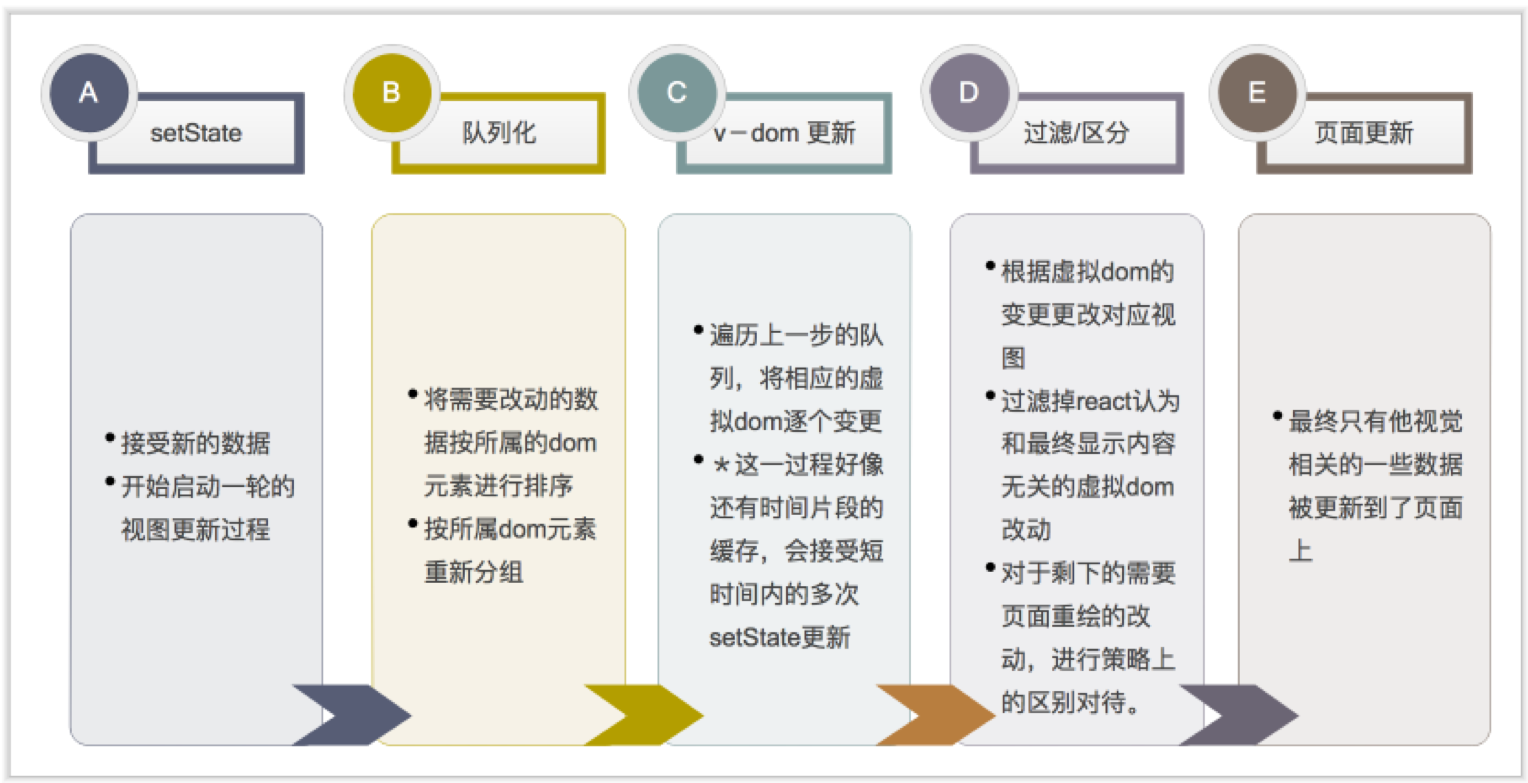 A
setState
B
队列化
C
v－dom 更新
D
过滤/区分
E
页面更新
• 接受新的数据
• 开始启动一轮的
视图更新过程
• 将需要改动的数
据按所属的dom
元素进行排序
• 按所属dom元素
重新分组
• 遍历上一步的队
列，将相应的虚
拟dom逐个变更
• ＊这一过程好像
还有时间片段的
缓存，会接受短
时间内的多次
setState更新
• 根据虚拟dom的
变更更改对应视
图
• 过滤掉react认为
和最终显示内容
无关的虚拟dom
改动
• 对于剩下的需要
页面重绘的改
动，进行策略上
的区别对待。
• 最终只有他视觉
相关的一些数据
被更新到了页面
上